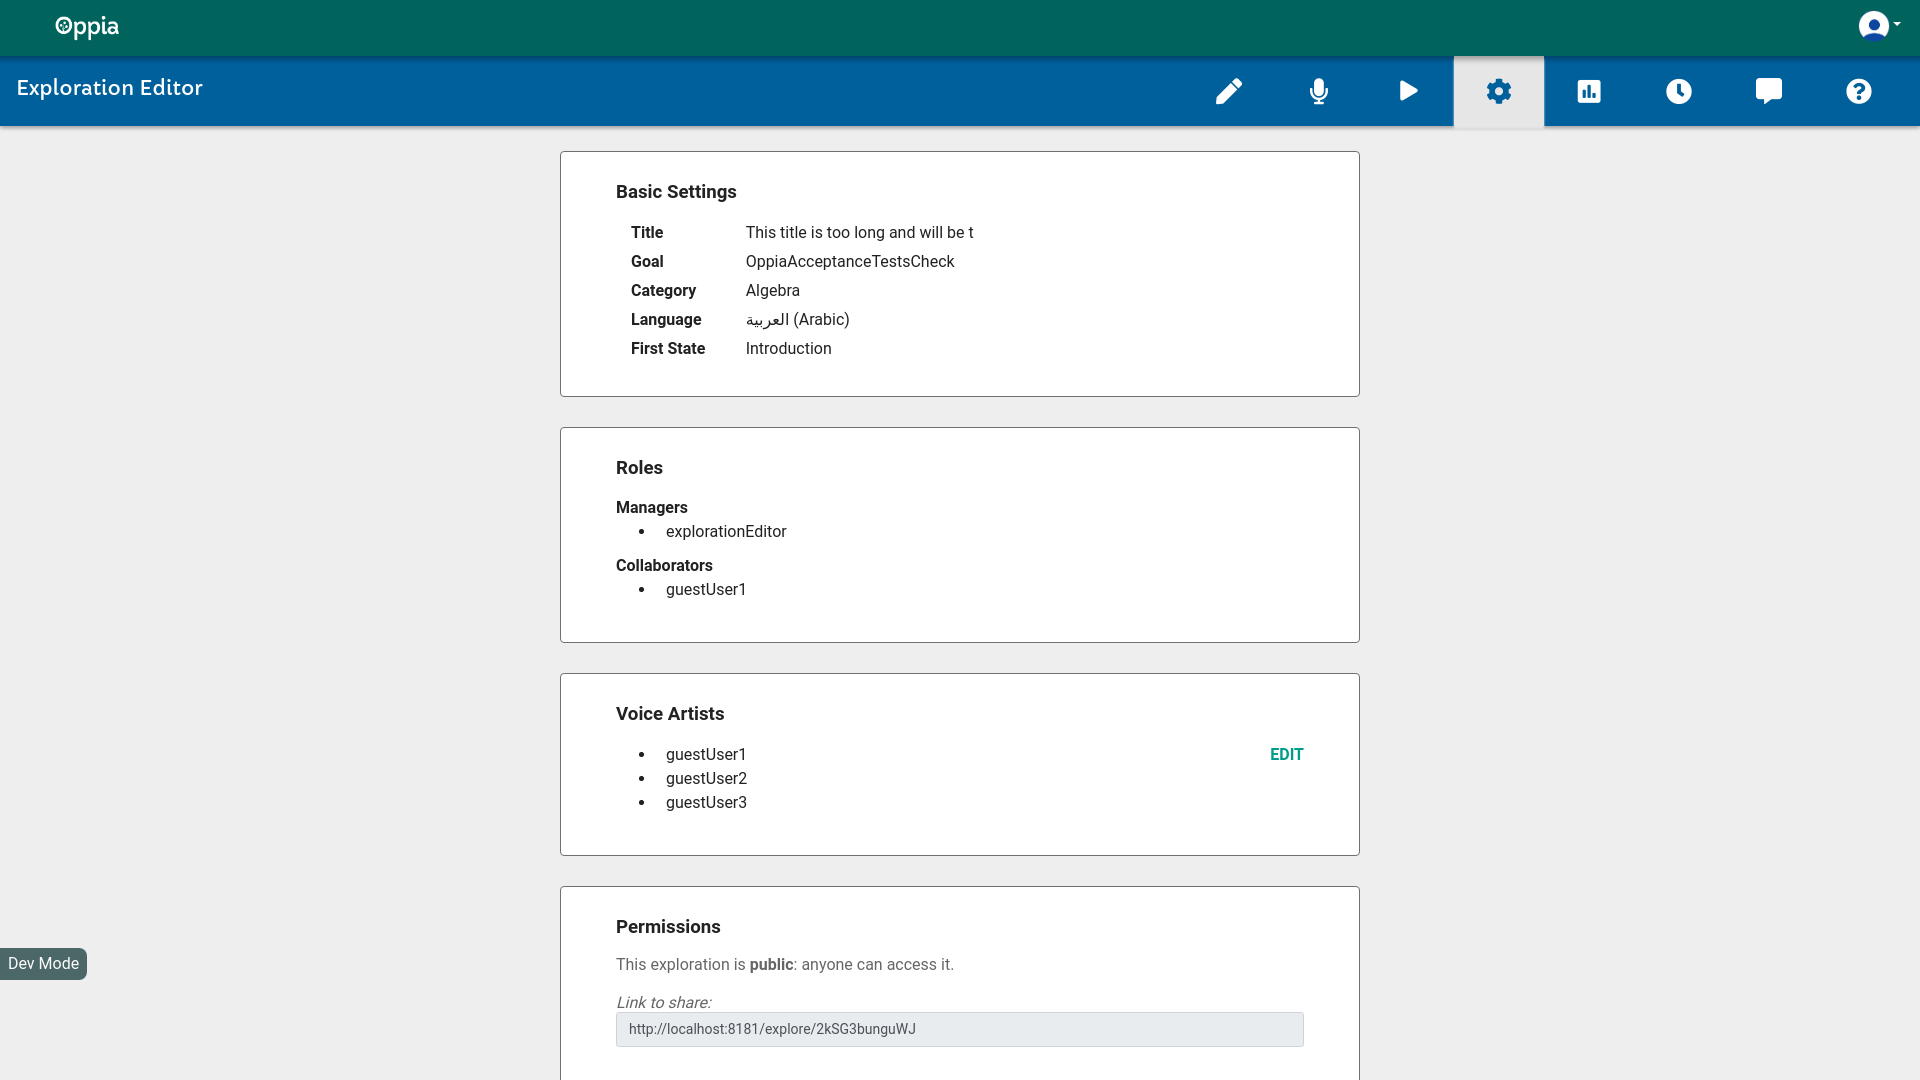 Oppia
Exploration Editor
Basic Settings
Title This title is too long and will be t
Goal OppiaAcceptanceTestsCheck
Category Algebra
Language العربية (Arabic)
First State Introduction
Roles
Managers
• explorationEditor
Collaborators
• guestUser1
Voice Artists
• guestUser1 EDIT
• guestUser2
• guestUser3
Permissions
This exploration is public: anyone can access it.
Link to share:
http://localhost:8181/explore/2kSG3bunguWJ
Dev Mode